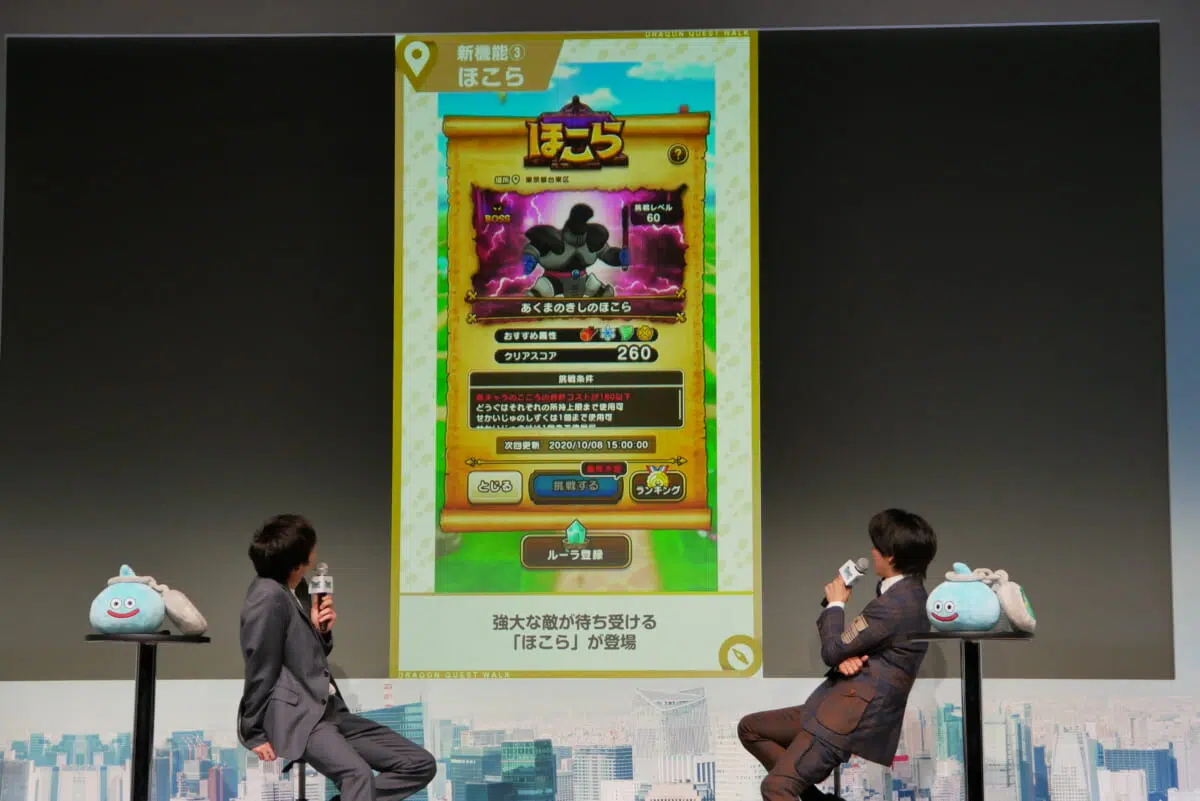 DRAGON QUEST WALK
新機能③
ほこら
ほこら
?
場所 東京都台東区
BOSS
挑戦レベル
60
あくまのきしのほこら
おすすめ属性
クリアスコア 260
挑戦条件
どうぐはそれぞれの所持上限まで使用可
せかいじゅのしずくは1個まで使用可
次回更新 2020/10/08 15:00:00
とじる
挑戦する
ランキング
ルーラ登録
強大な敵が待ち受ける
「ほこら」が登場
DRAGON QUEST WALK